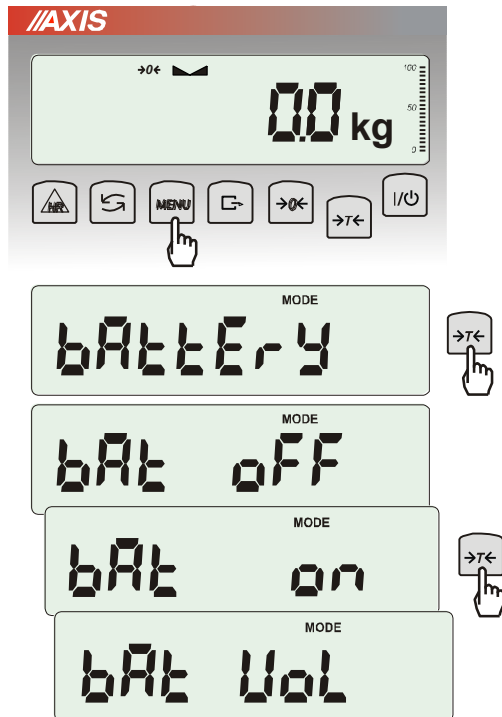 AXIS
→0← 100
50
0.0 kg
0
HR MENU →0← →T← I/
MODE
bAttErY
→T←
MODE
bAt oFF
MODE
bAt on
→T←
MODE
bAt VoL